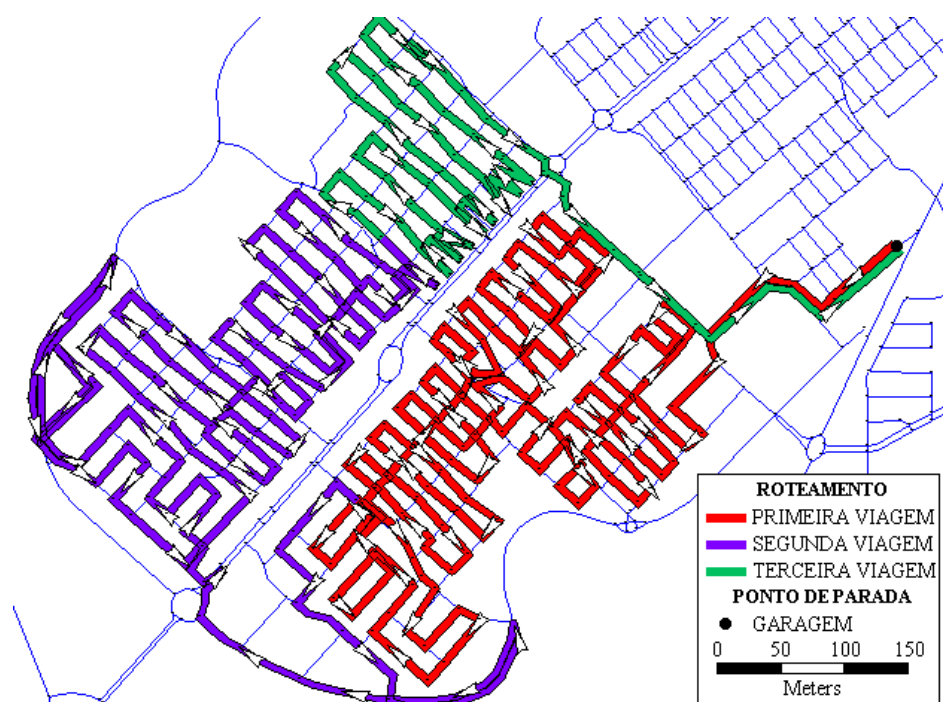 ROTEAMENTO
PRIMEIRA VIAGEM
SEGUNDA VIAGEM
TERCEIRA VIAGEM
PONTO DE PARADA
GARAGEM
0 50 100 150
Meters